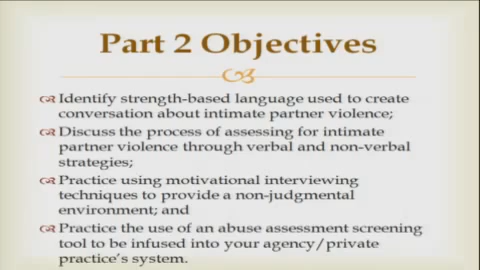 Part 2 Objectives
Identify strength-based language used to create
conversation about intimate partner violence;
Discuss the process of assessing for intimate
partner violence through verbal and non-verbal
strategies;
Practice using motivational interviewing
techniques to provide a non-judgmental
environment; and
Practice the use of an abuse assessment screening
tool to be infused into your agency/private
practice's system.